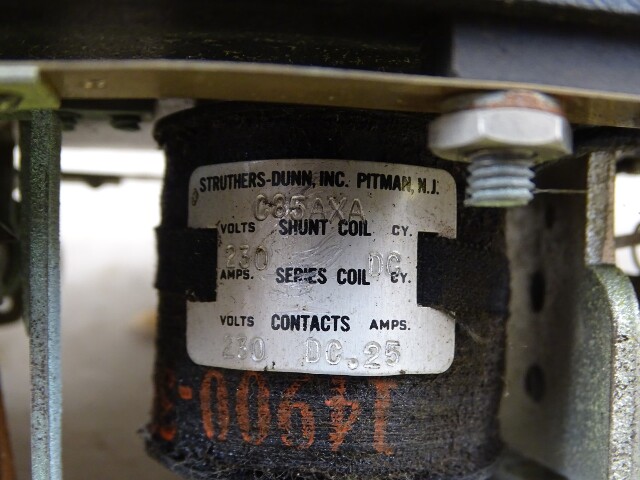 STRUTHERS-DUNN, INC. PITMAN, N.J.
C85AXA
VOLTS SHUNT COIL CY.
230 DC
AMPS. SERIES COIL CY.
VOLTS CONTACTS AMPS.
230 DC .25
14900-